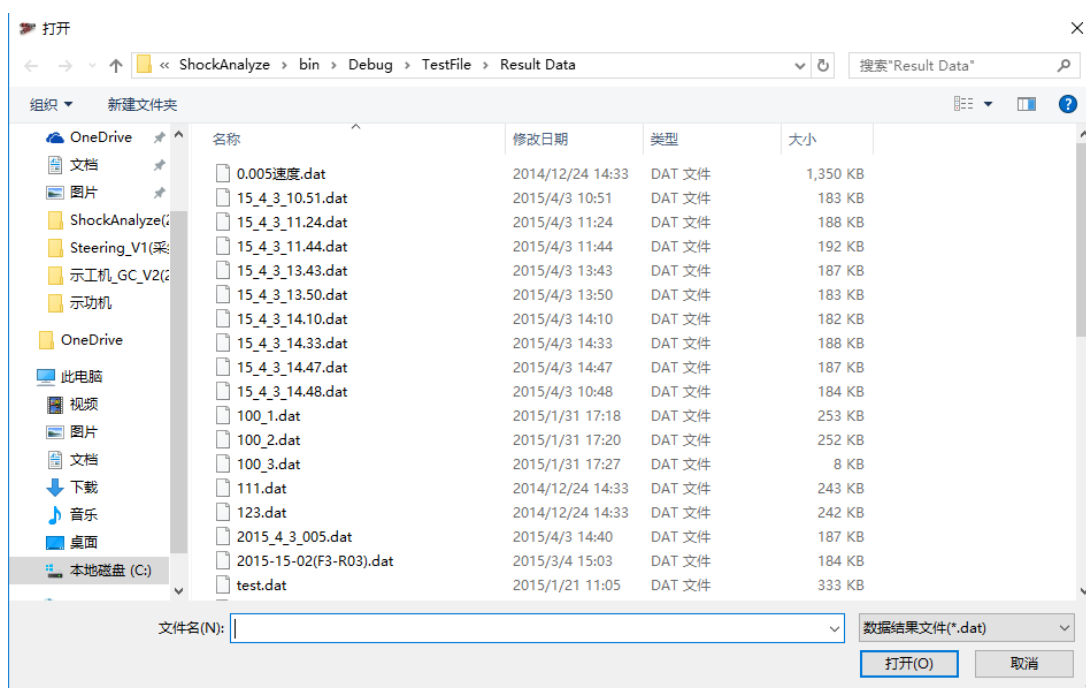 打开
« ShockAnalyze › bin › Debug › TestFile › Result Data
搜索"Result Data"
组织
新建文件夹
OneDrive
文档
图片
ShockAnalyze(2
Steering_V1(采
示工机_GC_V2(2
示功机
OneDrive
此电脑
视频
图片
文档
下载
音乐
桌面
本地磁盘 (C:)
名称 修改日期 类型 大小
0.005速度.dat 2014/12/24 14:33 DAT 文件 1,350 KB
15_4_3_10.51.dat 2015/4/3 10:51 DAT 文件 183 KB
15_4_3_11.24.dat 2015/4/3 11:24 DAT 文件 188 KB
15_4_3_11.44.dat 2015/4/3 11:44 DAT 文件 192 KB
15_4_3_13.43.dat 2015/4/3 13:43 DAT 文件 187 KB
15_4_3_13.50.dat 2015/4/3 13:50 DAT 文件 183 KB
15_4_3_14.10.dat 2015/4/3 14:10 DAT 文件 182 KB
15_4_3_14.33.dat 2015/4/3 14:33 DAT 文件 188 KB
15_4_3_14.47.dat 2015/4/3 14:47 DAT 文件 187 KB
15_4_3_14.48.dat 2015/4/3 10:48 DAT 文件 184 KB
100_1.dat 2015/1/31 17:18 DAT 文件 253 KB
100_2.dat 2015/1/31 17:20 DAT 文件 252 KB
100_3.dat 2015/1/31 17:27 DAT 文件 8 KB
111.dat 2014/12/24 14:33 DAT 文件 243 KB
123.dat 2014/12/24 14:33 DAT 文件 242 KB
2015_4_3_005.dat 2015/4/3 14:40 DAT 文件 187 KB
2015-15-02(F3-R03).dat 2015/3/4 15:03 DAT 文件 184 KB
test.dat 2015/1/21 11:05 DAT 文件 333 KB
文件名(N):
数据结果文件(*.dat)
打开(O)
取消